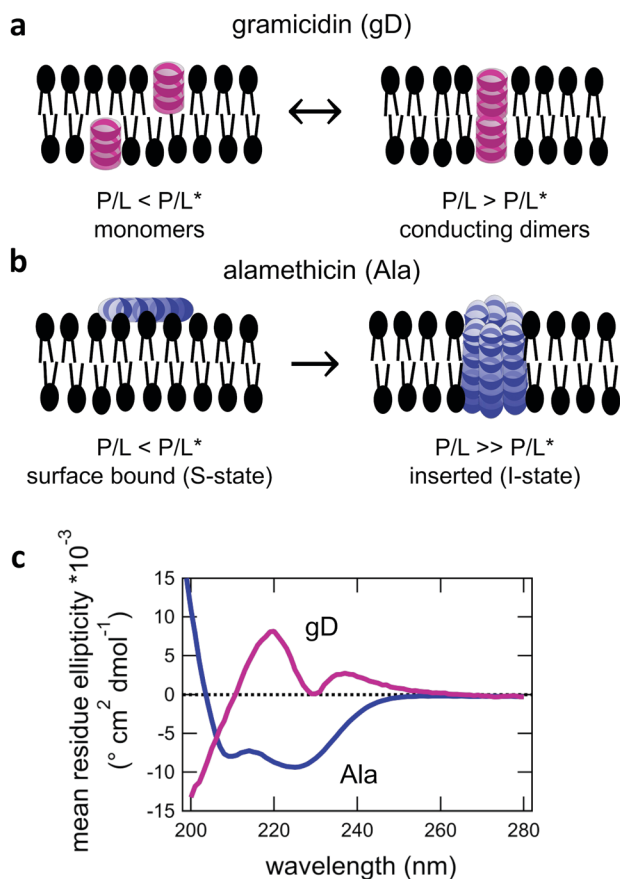 a
gramicidin (gD)
P/L < P/L*
monomers
P/L > P/L*
conducting dimers
b
alamethicin (Ala)
P/L < P/L*
surface bound (S-state)
P/L >> P/L*
inserted (I-state)
c
mean residue ellipticity *10-3
(° cm2 dmol-1)
15
10
5
0
-5
-10
-15
gD
Ala
200
220
240
260
280
wavelength (nm)